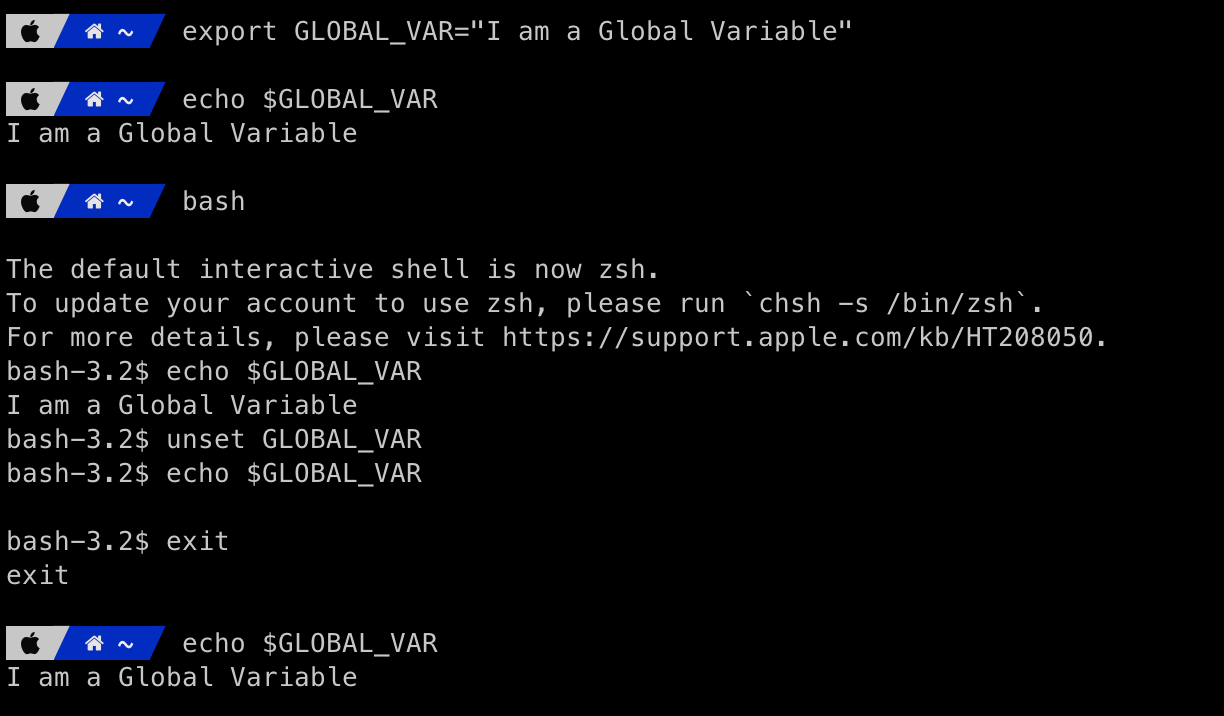 ~ export GLOBAL_VAR="I am a Global Variable"
~ echo $GLOBAL_VAR
I am a Global Variable
~ bash
The default interactive shell is now zsh.
To update your account to use zsh, please run `chsh -s /bin/zsh`.
For more details, please visit https://support.apple.com/kb/HT208050.
bash-3.2$ echo $GLOBAL_VAR
I am a Global Variable
bash-3.2$ unset GLOBAL_VAR
bash-3.2$ echo $GLOBAL_VAR
bash-3.2$ exit
exit
~ echo $GLOBAL_VAR
I am a Global Variable